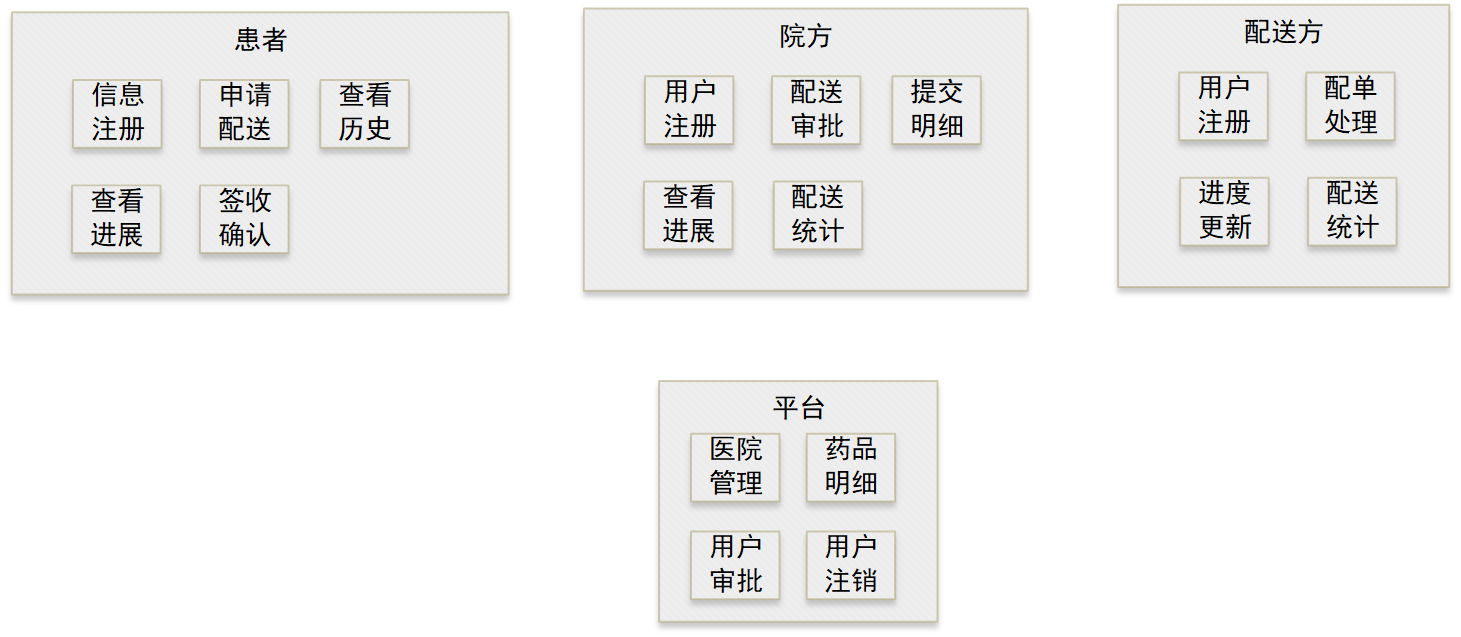 患者
信息
注册
申请
配送
查看
历史
查看
进展
签收
确认
院方
用户
注册
配送
审批
提交
明细
查看
进展
配送
统计
配送方
用户
注册
配单
处理
进度
更新
配送
统计
平台
医院
管理
药品
明细
用户
审批
用户
注销